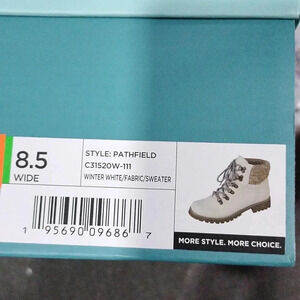 8.5
WIDE
STYLE: PATHFIELD
C31520W-111
WINTER WHITE/FABRIC/SWEATER
1 95690 09686 7
MORE STYLE. MORE CHOICE.